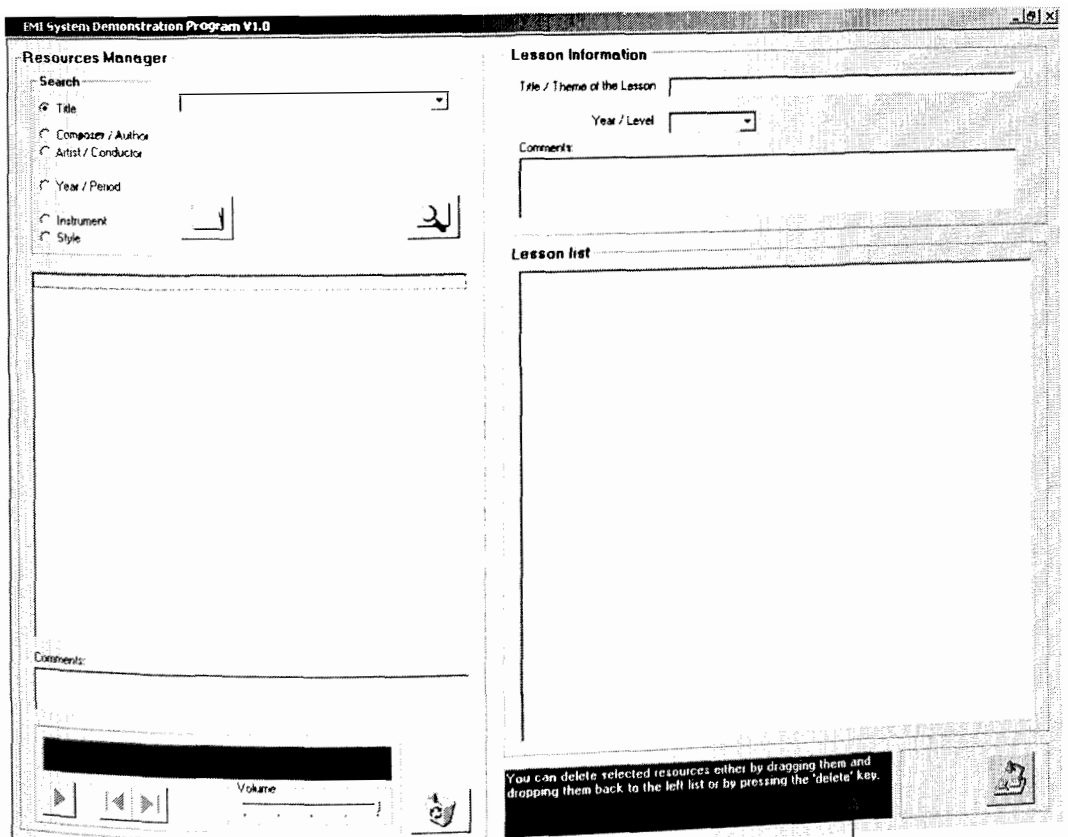 EMI System Demonstration Program V1.0
Resources Manager
Search
Title
Composer / Author
Artist / Conductor
Year / Period
Instrument
Style
Comments:
Volume
Lesson Information
Title / Theme of the Lesson
Year / Level
Comments:
Lesson list
You can delete selected resources either by dragging them and
dropping them back to the left list or by pressing the 'delete' key.